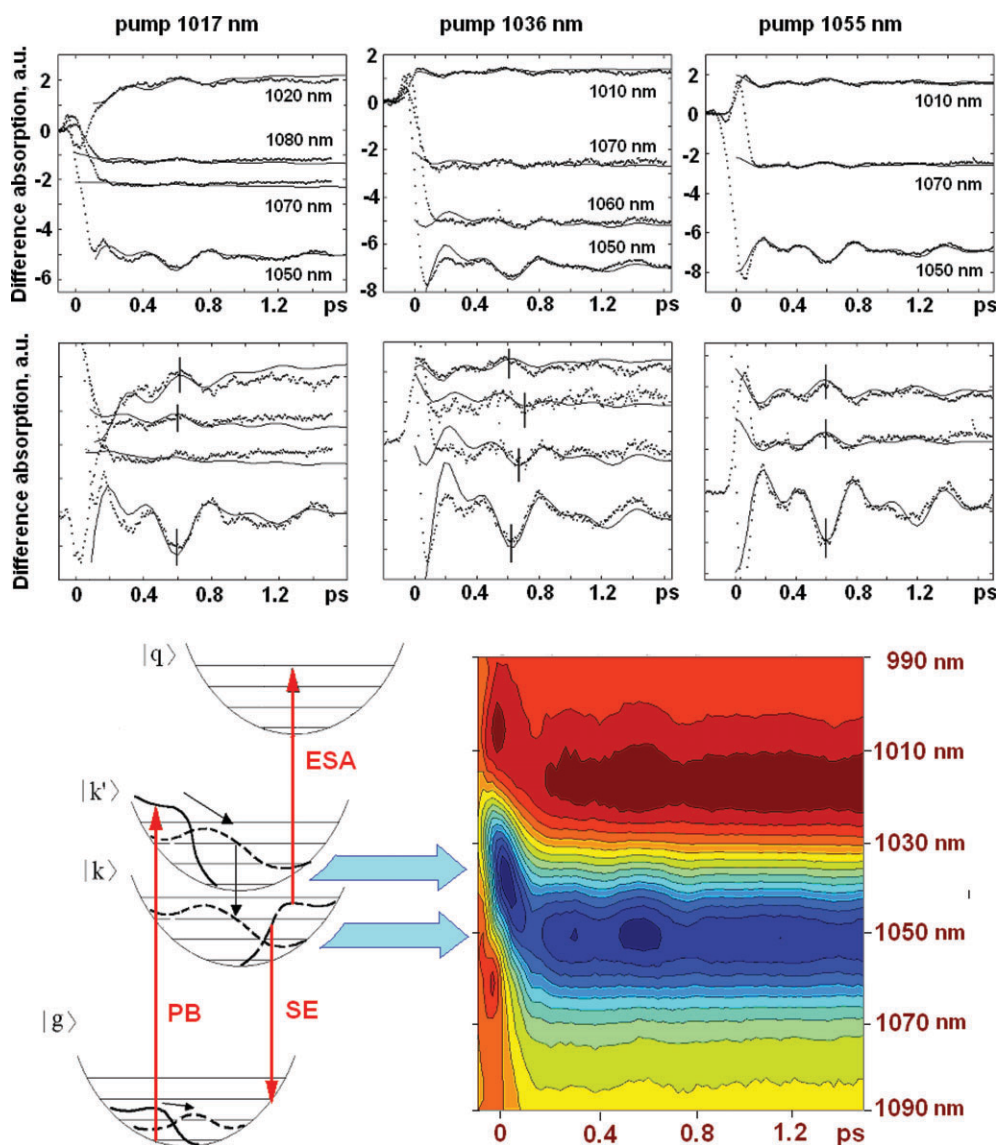 pump 1017 nm
pump 1036 nm
pump 1055 nm
Difference absorption, a.u.
2
0
-2
-4
-6
1020 nm
1080 nm
1070 nm
1050 nm
0 0.4 0.8 1.2 ps
2
0
-2
-4
-6
-8
1010 nm
1070 nm
1060 nm
1050 nm
0 0.4 0.8 1.2 ps
2
0
-2
-4
-6
-8
1010 nm
1070 nm
1050 nm
0 0.4 0.8 1.2 ps
Difference absorption, a.u.
0 0.4 0.8 1.2 ps
0 0.4 0.8 1.2 ps
0 0.4 0.8 1.2 ps
|q⟩
ESA
|k'⟩
|k⟩
PB
SE
|g⟩
990 nm
1010 nm
1030 nm
1050 nm
1070 nm
1090 nm
0 0.4 0.8 1.2 ps